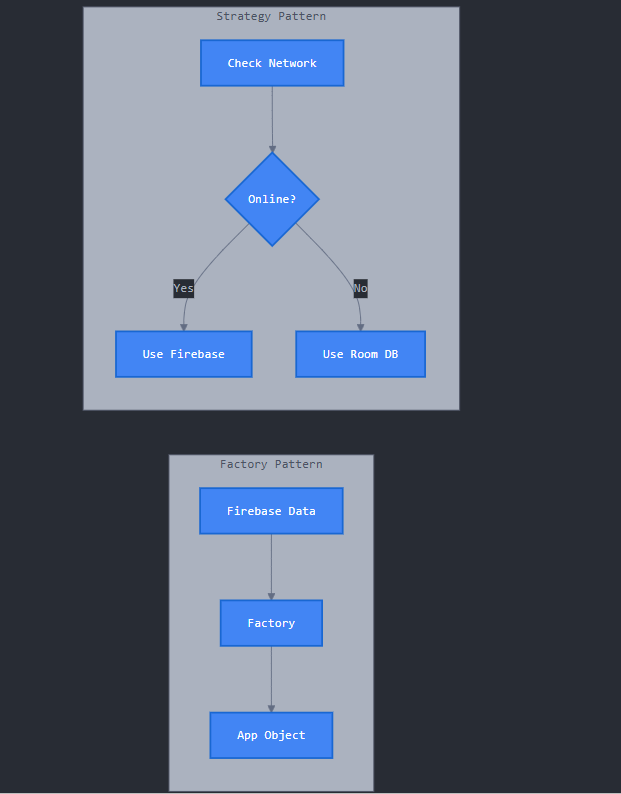 Strategy Pattern
Check Network
Online?
Yes
No
Use Firebase
Use Room DB
Factory Pattern
Firebase Data
Factory
App Object